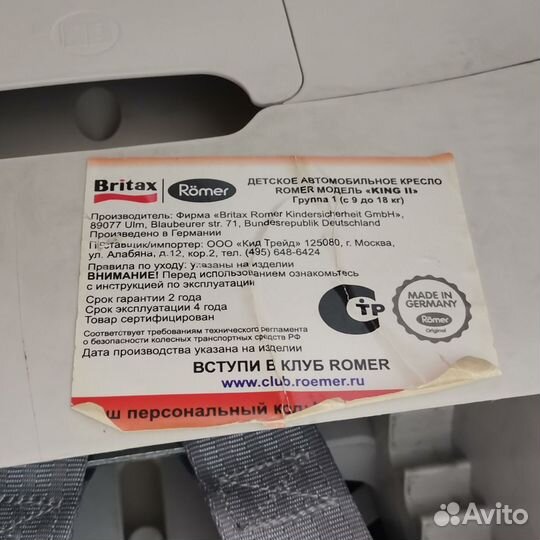 Britax Römer
ДЕТСКОЕ АВТОМОБИЛЬНОЕ КРЕСЛО
ROMER МОДЕЛЬ «KING II»
Группа 1 (с 9 до 18 кг)
Производитель: Фирма «Britax Romer Kindersicherheit GmbH»,
89077 Ulm, Blaubeurer str. 71, Bundesrepublik Deutschland
Произведено в Германии
Поставщик/импортер: ООО «Кид Трейд» 125080, г. Москва,
ул. Алабяна, д.12, кор.2, тел. (495) 648-6424
Правила по уходу: указаны на изделии
ВНИМАНИЕ! Перед использованием ознакомьтесь
с инструкцией по эксплуатации
Срок гарантии 2 года
Срок эксплуатации 4 года
Товар сертифицирован
СТР
MADE IN
GERMANY
Römer
Original
Соответствует требованиям технического регламента
о безопасности колесных транспортных средств РФ
Дата производства указана на изделии
ВСТУПИ В КЛУБ ROMER
www.club.roemer.ru
персональный
Avito